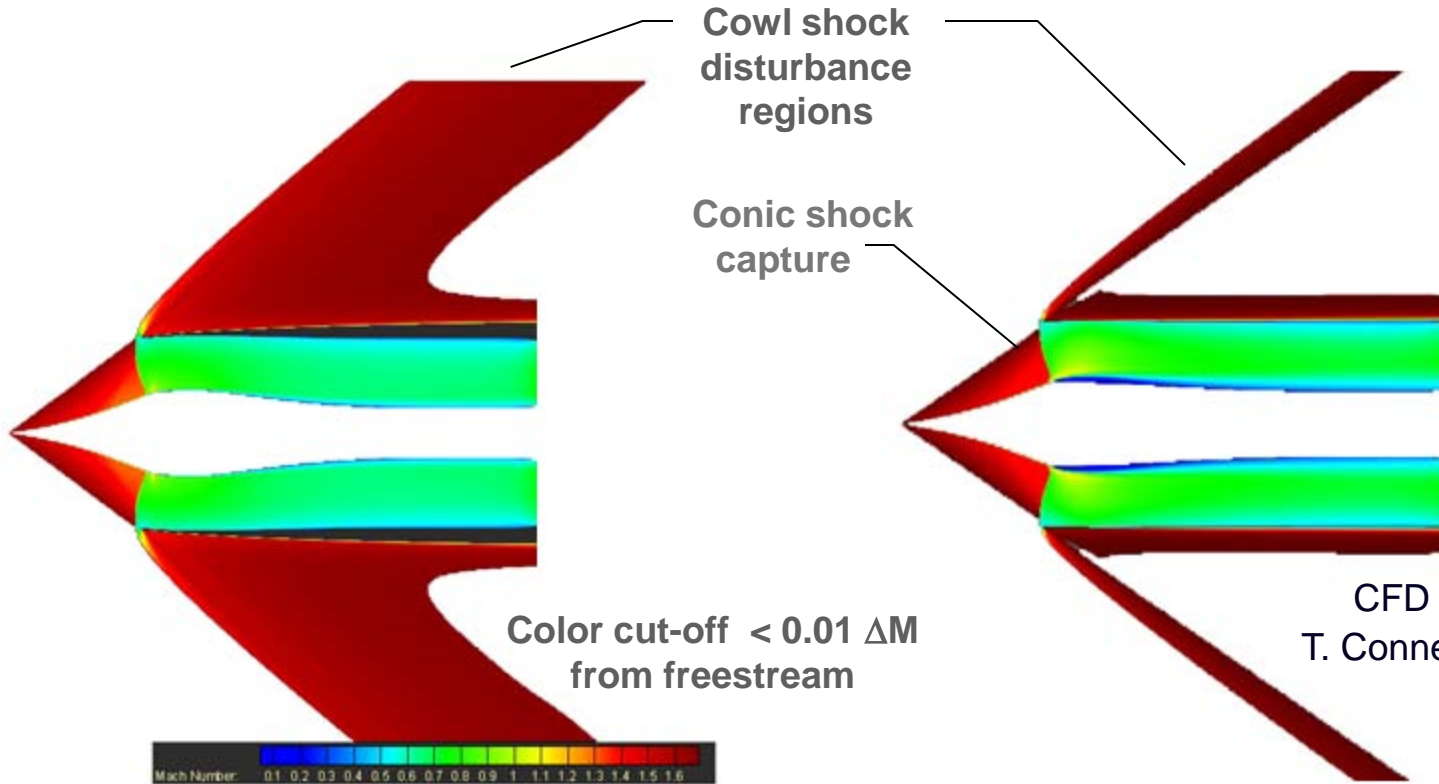 Cowl shock
disturbance
regions
Conic shock
capture
CFD
T. Conne
Color cut-off < 0.01 ΔM
from freestream
Mach Number: 0.1 0.2 0.3 0.4 0.5 0.6 0.7 0.8 0.9 1 1.1 1.2 1.3 1.4 1.5 1.6